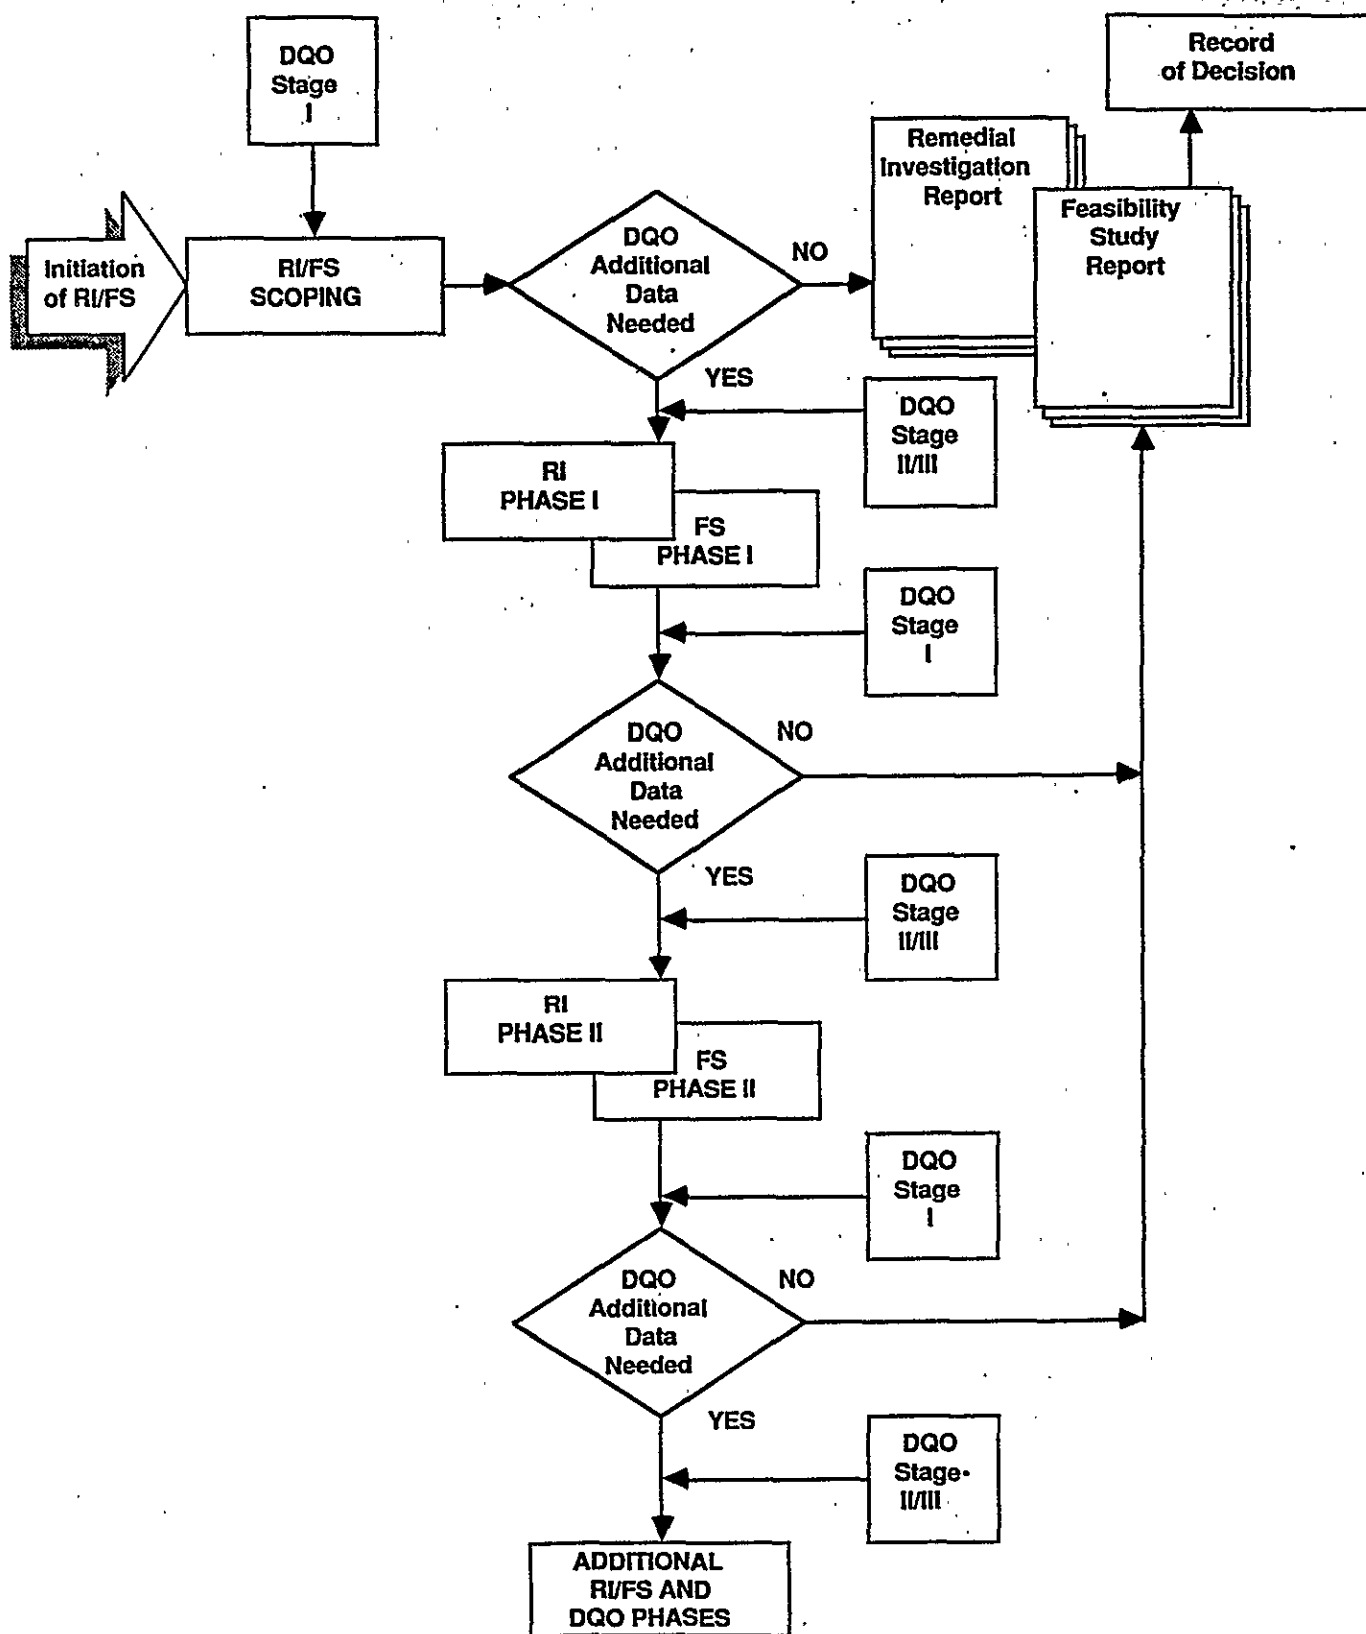 DQO
Stage
I
Record
of Decision
Remedial
Investigation
Report
Feasibility
Study
Report
Initiation
of RI/FS
RI/FS
SCOPING
DQO
Additional
Data
Needed
NO
YES
DQO
Stage
II/III
RI
PHASE I
FS
PHASE I
DQO
Stage
I
DQO
Additional
Data
Needed
NO
YES
DQO
Stage
II/III
RI
PHASE II
FS
PHASE II
DQO
Stage
I
DQO
Additional
Data
Needed
NO
YES
DQO
Stage
II/III
ADDITIONAL
RI/FS AND
DQO PHASES